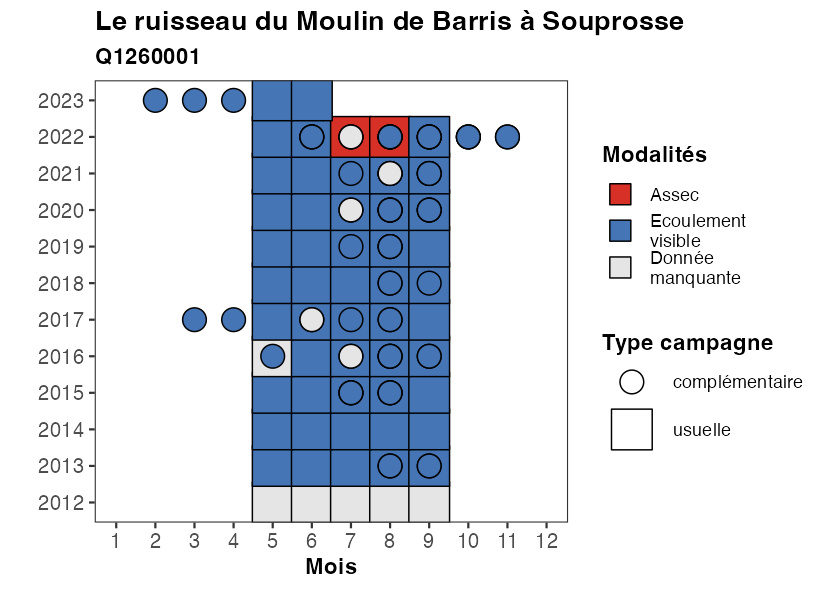 Le ruisseau du Moulin de Barris à Souprosse
Q1260001
2023
2022
2021
2020
2019
2018
2017
2016
2015
2014
2013
2012
1 2 3 4 5 6 7 8 9 10 11 12
Mois
Modalités
Assec
Ecoulement
visible
Donnée
manquante
Type campagne
complémentaire
usuelle